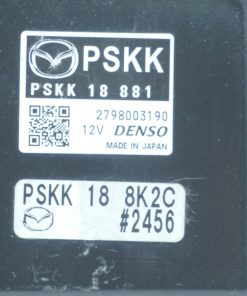 PSKK
PSKK 18 881
2798003190
12V DENSO
MADE IN JAPAN
PSKK 18 8K2C
#2456